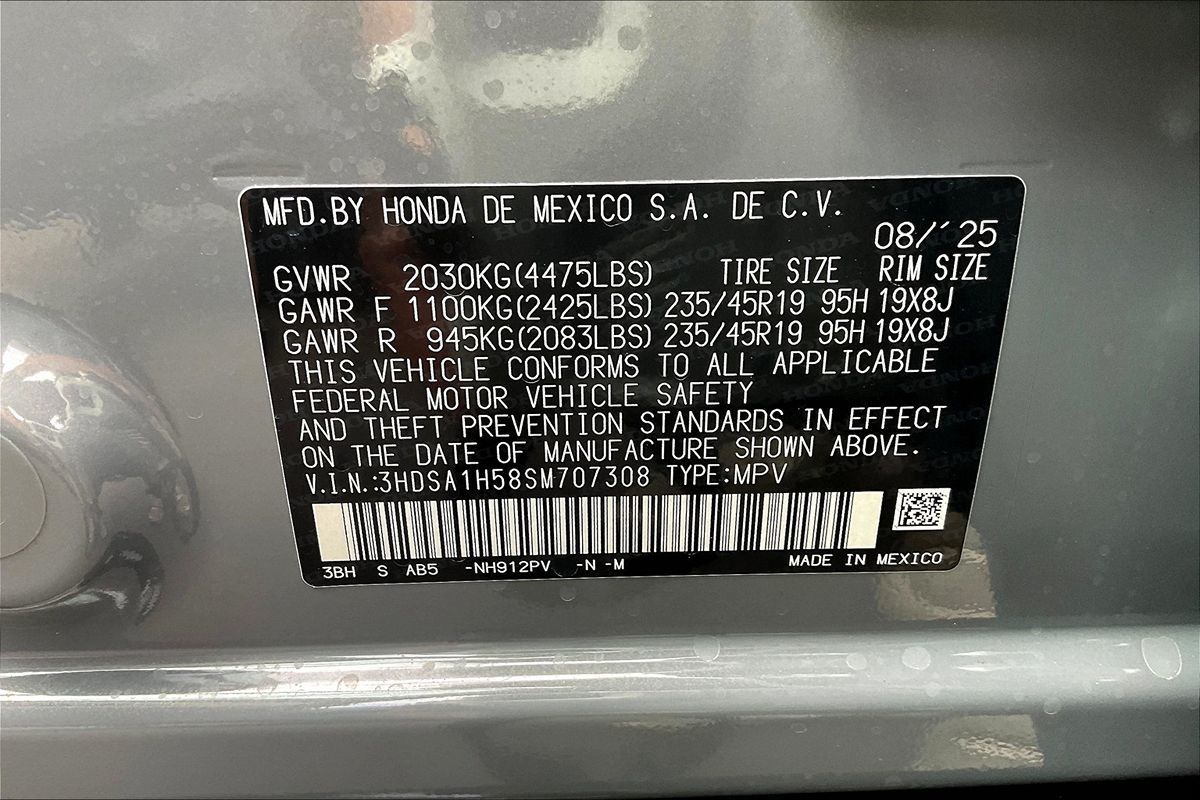 MFD.BY HONDA DE MEXICO S.A. DE C.V.
08/´25
GVWR 2030KG(4475LBS) TIRE SIZE RIM SIZE
GAWR F 1100KG(2425LBS) 235/45R19 95H 19X8J
GAWR R 945KG(2083LBS) 235/45R19 95H 19X8J
THIS VEHICLE CONFORMS TO ALL APPLICABLE
FEDERAL MOTOR VEHICLE SAFETY
AND THEFT PREVENTION STANDARDS IN EFFECT
ON THE DATE OF MANUFACTURE SHOWN ABOVE.
V.I.N.:3HDSA1H58SM707308 TYPE:MPV
3BH S AB5 -NH912PV -N -M MADE IN MEXICO